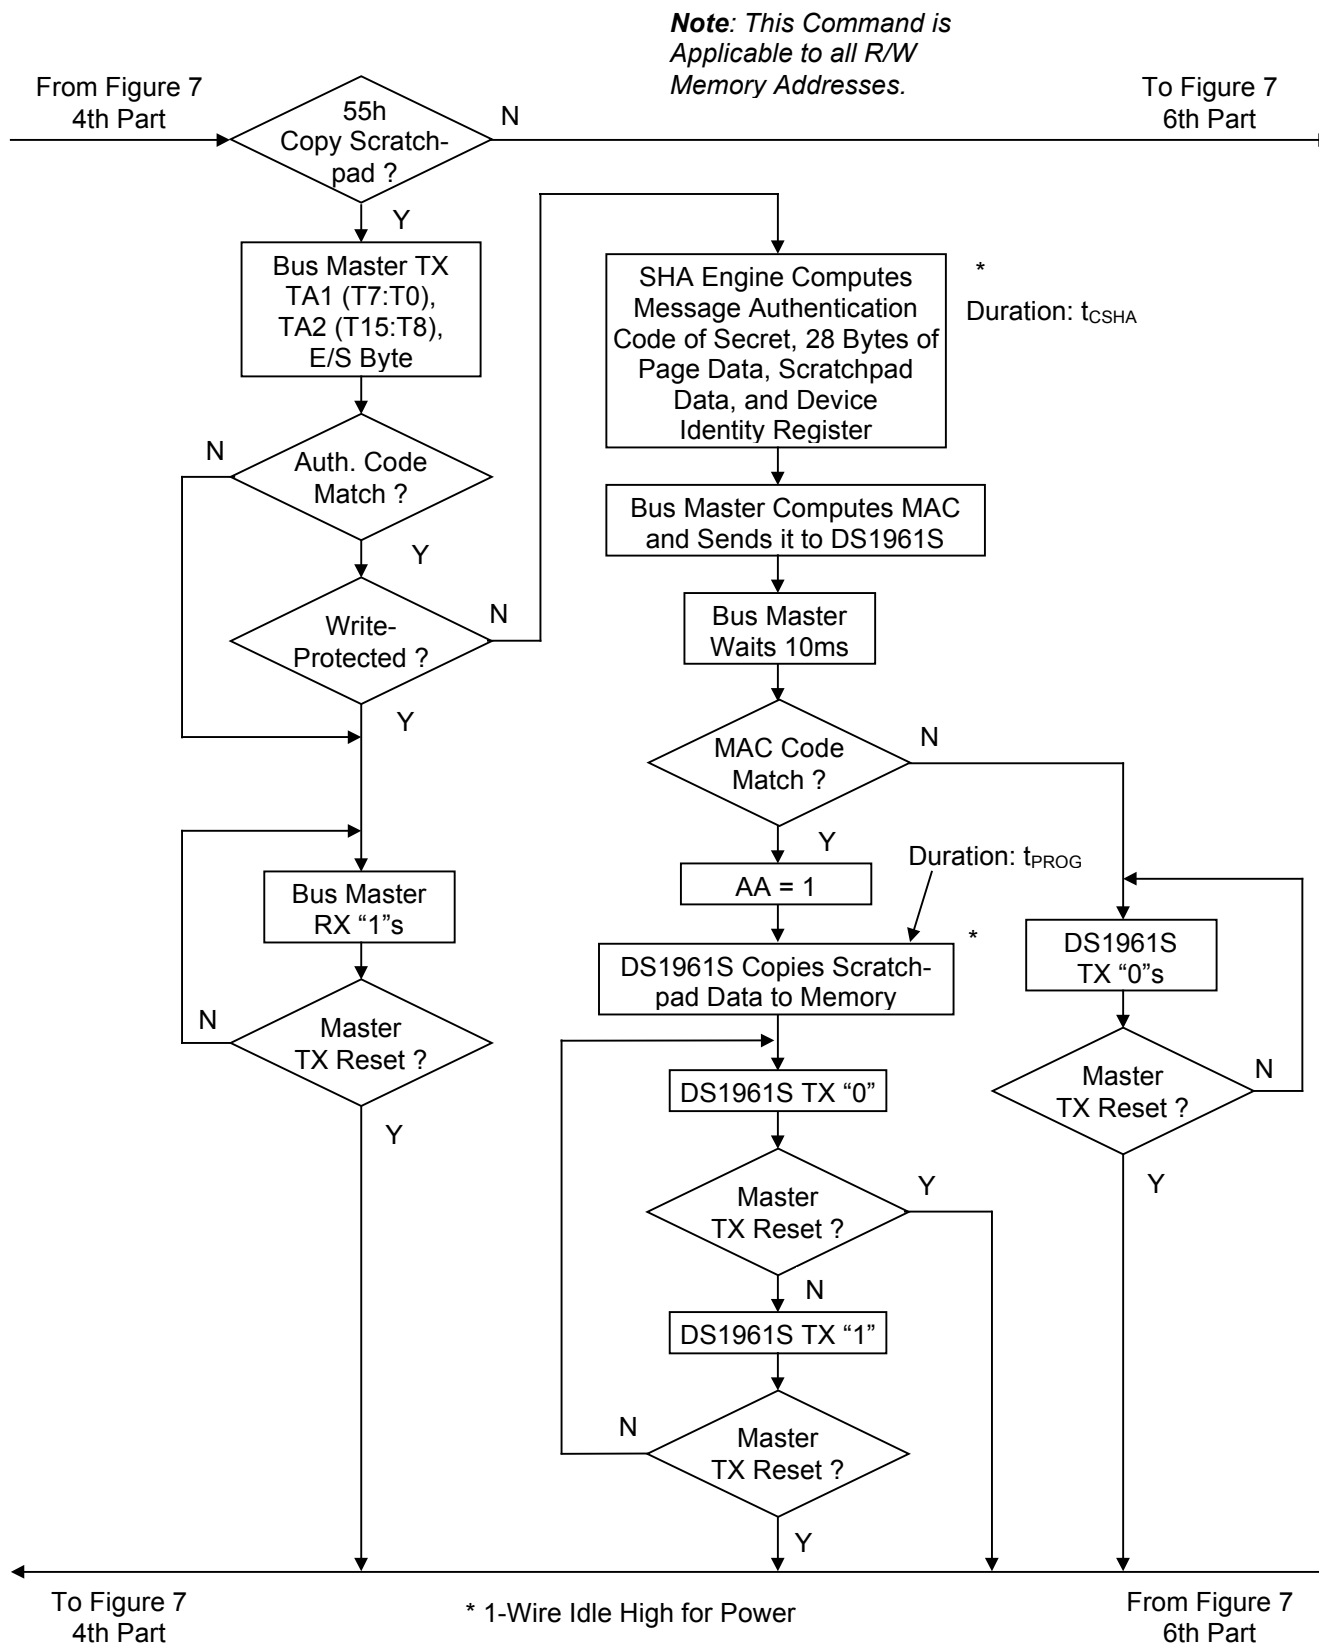 Note: This Command is
Applicable to all R/W
Memory Addresses.
From Figure 7
4th Part
55h
Copy Scratch-
pad ?
N
To Figure 7
6th Part
Y
Bus Master TX
TA1 (T7:T0),
TA2 (T15:T8),
E/S Byte
SHA Engine Computes
Message Authentication
Code of Secret, 28 Bytes of
Page Data, Scratchpad
Data, and Device
Identity Register
*
Duration: tCSHA
N
Auth. Code
Match ?
Y
Bus Master Computes MAC
and Sends it to DS1961S
Write-
Protected ?
N
Y
Bus Master
Waits 10ms
MAC Code
Match ?
N
Y
Duration: tPROG
AA = 1
Bus Master
RX “1”s
*
DS1961S Copies Scratch-
pad Data to Memory
DS1961S
TX “0”s
N
Master
TX Reset ?
Y
DS1961S TX “0”
Master
TX Reset ?
N
Y
Master
TX Reset ?
Y
N
DS1961S TX “1”
N
Master
TX Reset ?
Y
To Figure 7
4th Part
* 1-Wire Idle High for Power
From Figure 7
6th Part